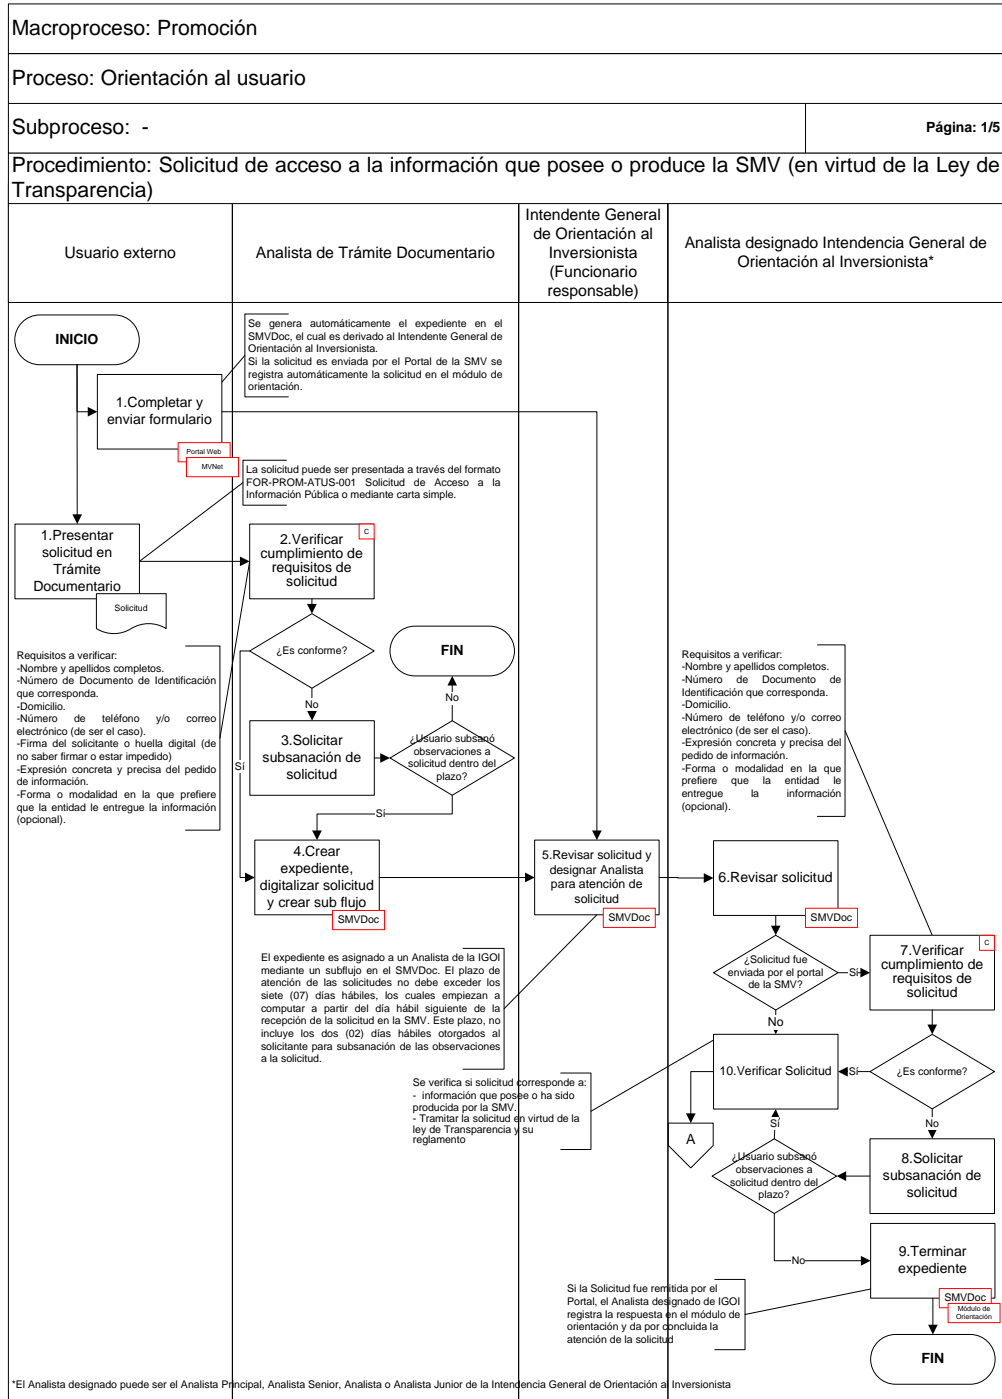 Macroproceso: Promoción
Proceso: Orientación al usuario
Subproceso: -
Página: 1/5
Procedimiento: Solicitud de acceso a la información que posee o produce la SMV (en virtud de la Ley de
Transparencia)
Usuario externo
Analista de Trámite Documentario
Intendente General
de Orientación al
Inversionista
(Funcionario
responsable)
Analista designado Intendencia General de
Orientación al Inversionista*
INICIO
Se genera automáticamente el expediente en el
SMVDoc, el cual es derivado al Intendente General de
Orientación al Inversionista.
Si la solicitud es enviada por el Portal de la SMV se
registra automáticamente la solicitud en el módulo de
orientación.
1.Completar y
enviar formulario
Portal Web
MVNet
La solicitud puede ser presentada a través del formato
FOR-PROM-ATUS-001 Solicitud de Acceso a la
Información Pública o mediante carta simple.
1.Presentar
solicitud en
Trámite
Documentario
Solicitud
2.Verificar
cumplimiento de
requisitos de
solicitud
C
¿Es conforme?
FIN
No
No
Requisitos a verificar:
-Nombre y apellidos completos.
-Número de Documento de Identificación
que corresponda.
-Domicilio.
-Número de teléfono y/o correo
electrónico (de ser el caso).
-Firma del solicitante o huella digital (de
no saber firmar o estar impedido)
-Expresión concreta y precisa del pedido
de información.
-Forma o modalidad en la que prefiere
que la entidad le entregue la información
(opcional).
3.Solicitar
subsanación de
solicitud
¿Usuario subsanó
observaciones a
solicitud dentro del
plazo?
Sí
Sí
Requisitos a verificar:
-Nombre y apellidos completos.
-Número de Documento de
Identificación que corresponda.
-Domicilio.
-Número de teléfono y/o correo
electrónico (de ser el caso).
-Expresión concreta y precisa del
pedido de información.
-Forma o modalidad en la que
prefiere que la entidad le
entregue la información
(opcional).
4.Crear
expediente,
digitalizar solicitud
y crear sub flujo
SMVDoc
5.Revisar solicitud y
designar Analista
para atención de
solicitud
SMVDoc
6.Revisar solicitud
SMVDoc
El expediente es asignado a un Analista de la IGOI
mediante un subflujo en el SMVDoc. El plazo de
atención de las solicitudes no debe exceder los
siete (07) días hábiles, los cuales empiezan a
computar a partir del día hábil siguiente de la
recepción de la solicitud en la SMV. Este plazo, no
incluye los dos (02) días hábiles otorgados al
solicitante para subsanación de las observaciones
a la solicitud.
¿Solicitud fue
enviada por el portal
de la SMV?
Sí
7.Verificar
cumplimiento de
requisitos de
solicitud
C
No
10.Verificar Solicitud
Sí
¿Es conforme?
Se verifica si solicitud corresponde a:
- información que posee o ha sido
producida por la SMV.
- Tramitar la solicitud en virtud de la
ley de Transparencia y su
reglamento
A
Sí
No
¿Usuario subsanó
observaciones a
solicitud dentro del
plazo?
8.Solicitar
subsanación de
solicitud
No
9.Terminar
expediente
SMVDoc
Módulo de
Orientación
Si la Solicitud fue remitida por el
Portal, el Analista designado de IGOI
registra la respuesta en el módulo de
orientación y da por concluida la
atención de la solicitud
FIN
*El Analista designado puede ser el Analista Principal, Analista Senior, Analista o Analista Junior de la Intendencia General de Orientación al Inversionista